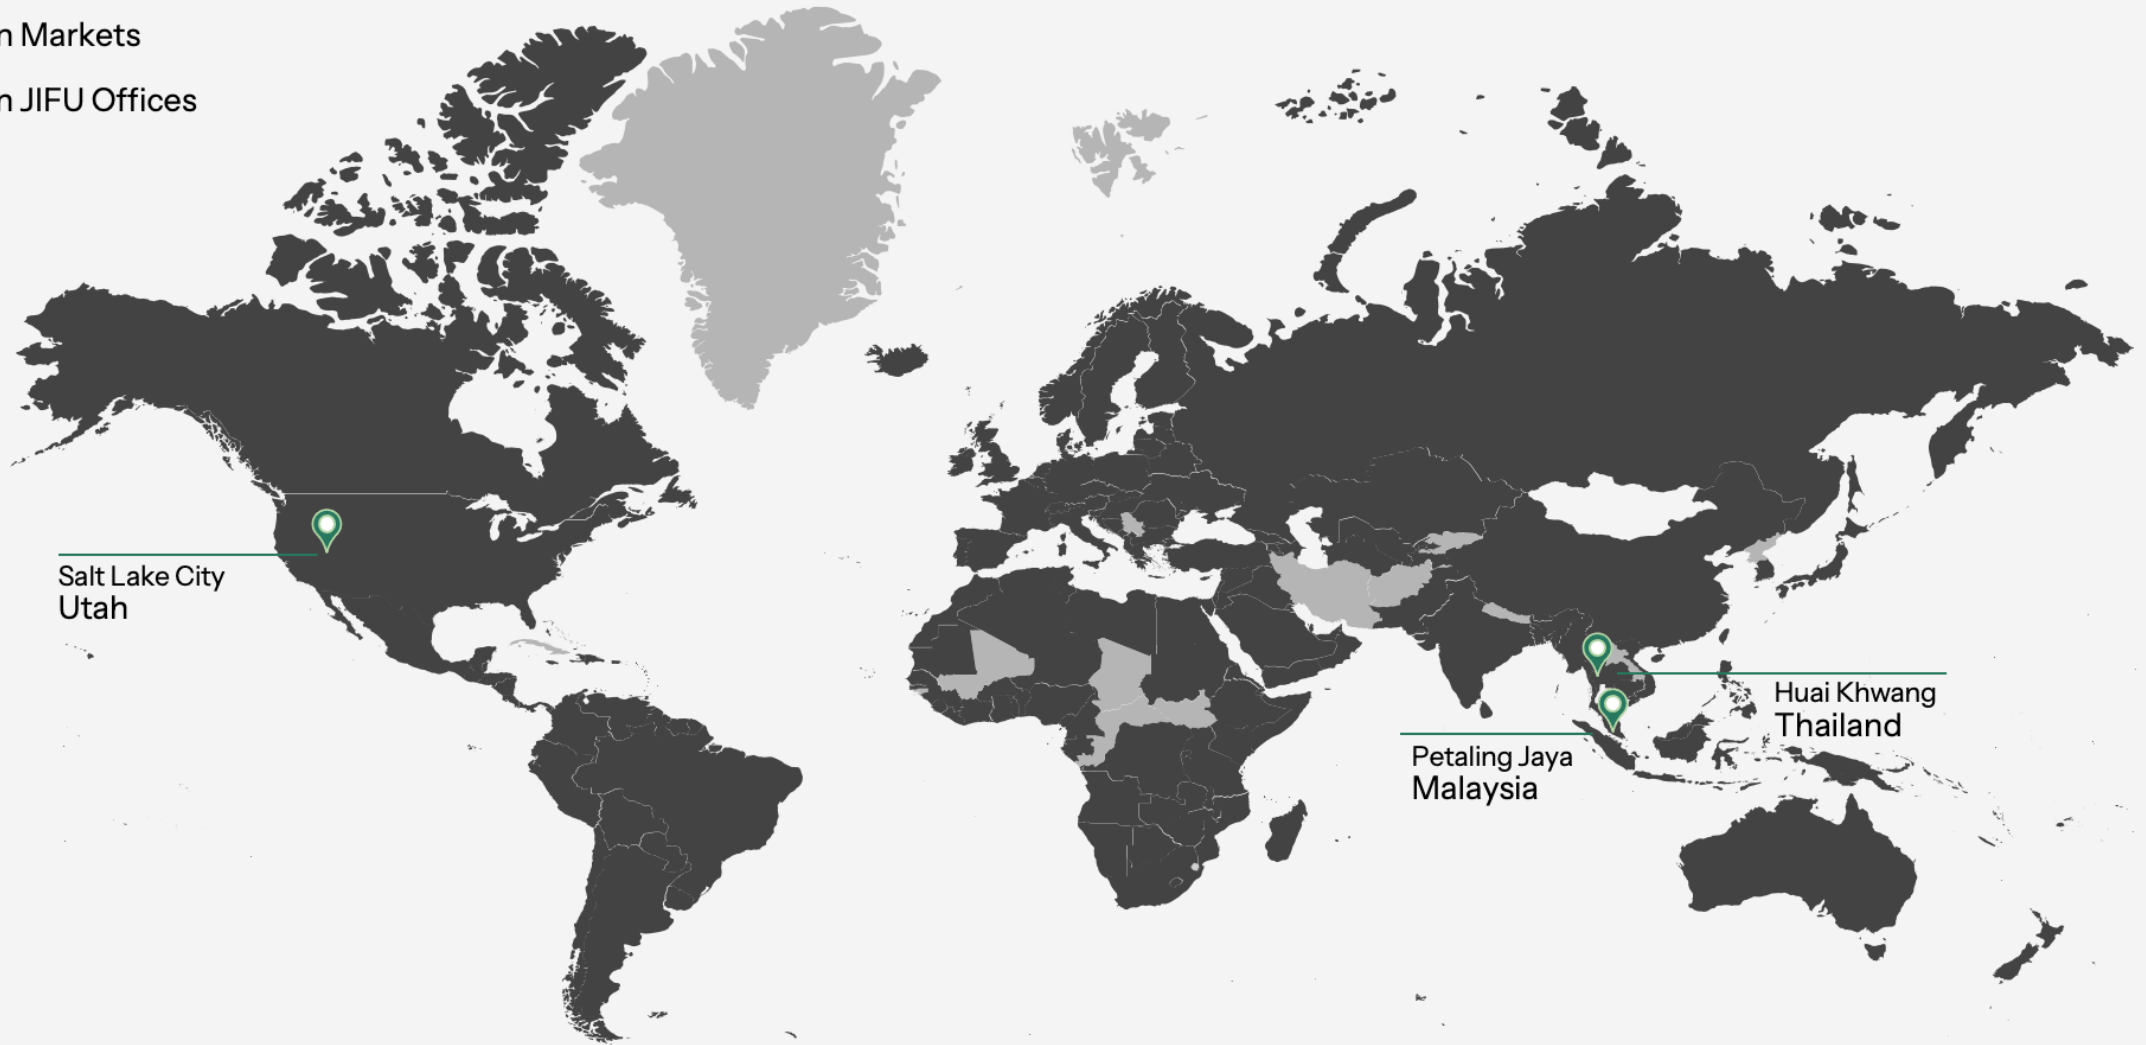 n Markets
n JIFU Offices
Salt Lake City
Utah
Huai Khwang
Thailand
Petaling Jaya
Malaysia